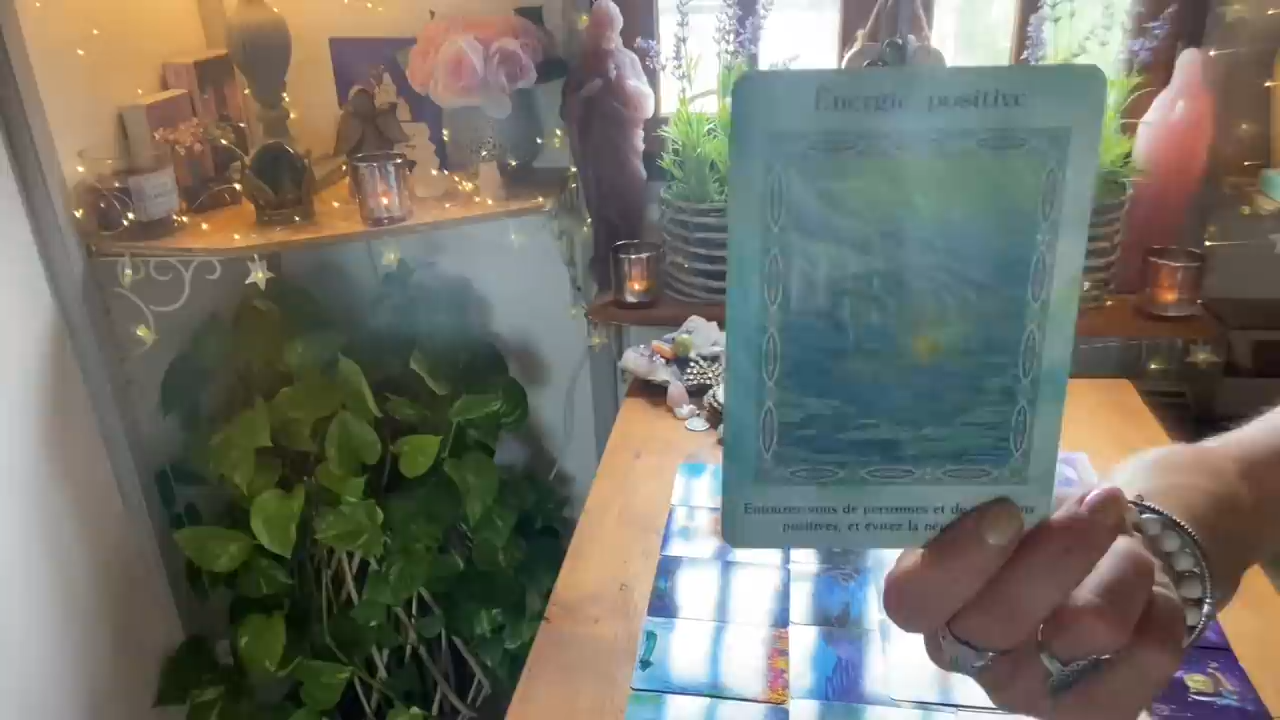 Énergie positive
Entourez-vous de personnes et de
positives, et évitez la